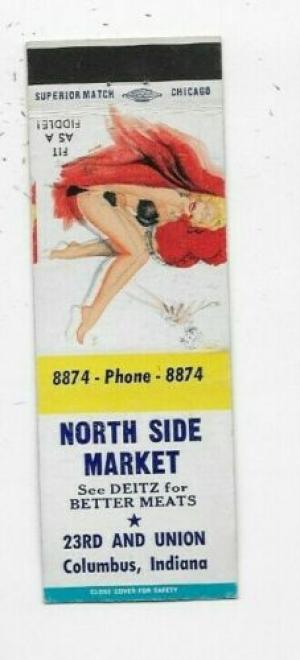 SUPERIOR MATCH CHICAGO
FIT
AS A
FIDDLE!
8874 - Phone - 8874
NORTH SIDE
MARKET
See DEITZ for
BETTER MEATS
23RD AND UNION
Columbus, Indiana
CLOSE COVER FOR SAFETY